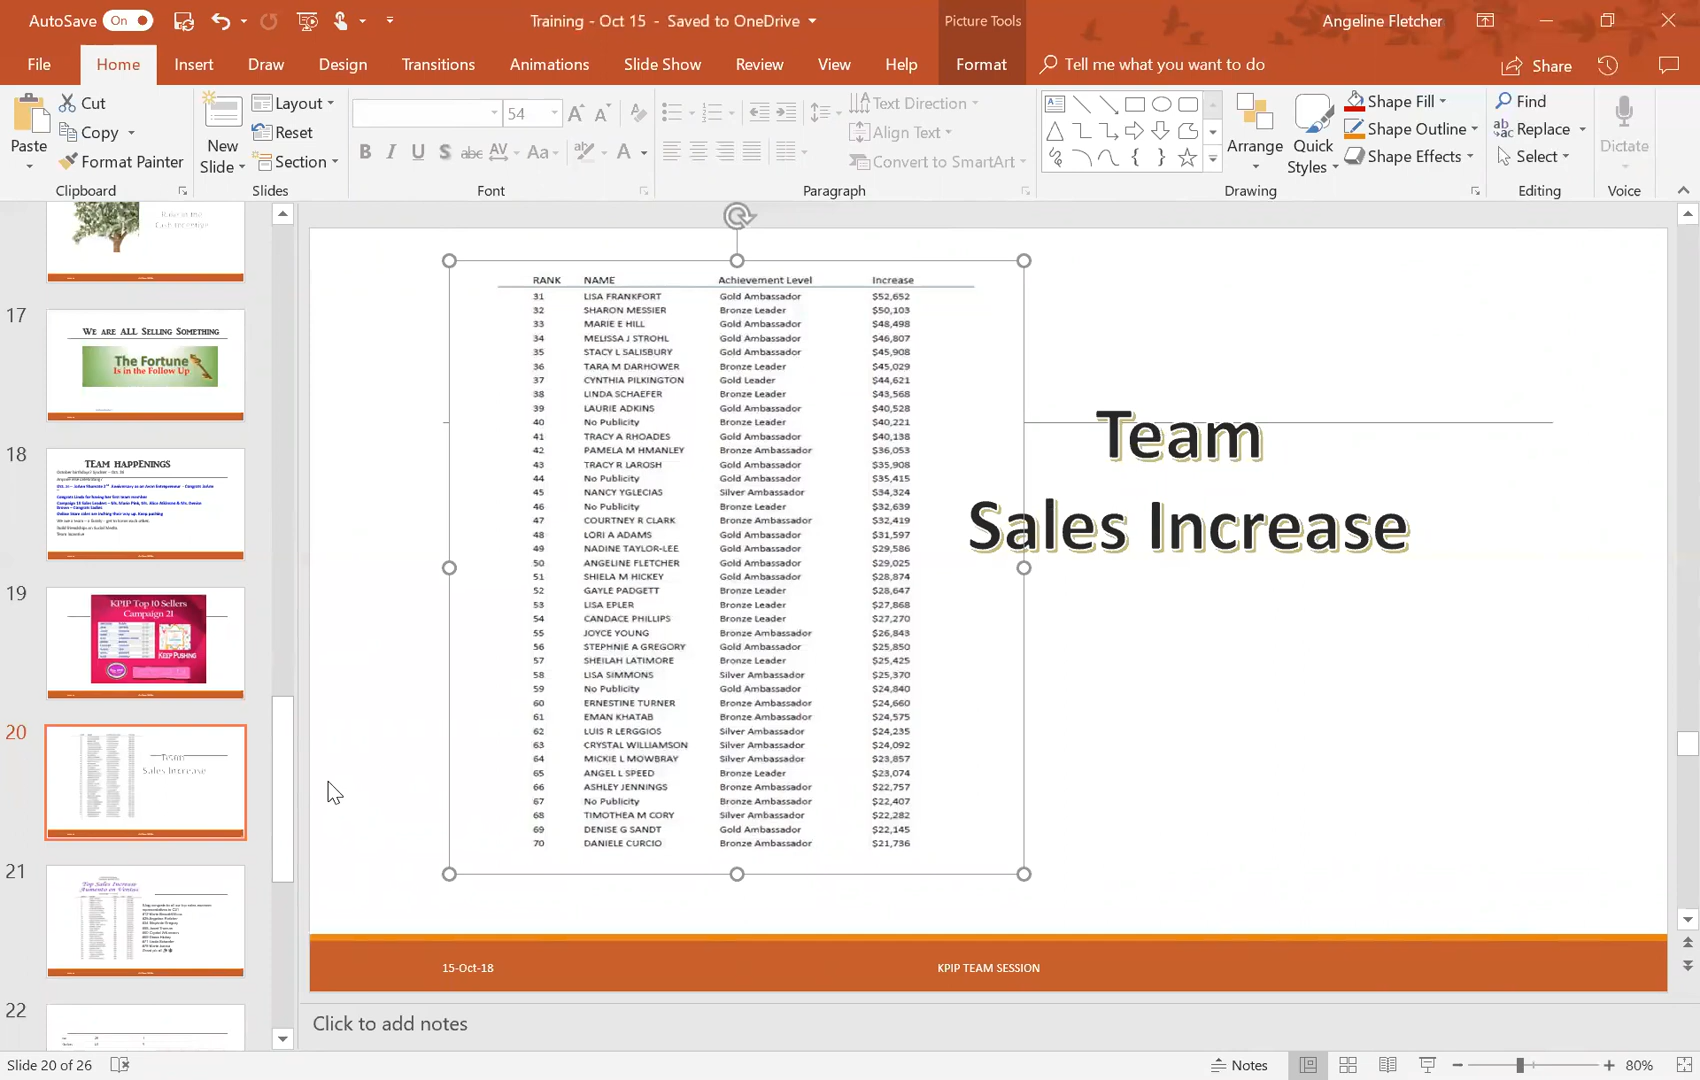 AutoSave On Training - Oct 15 - Saved to OneDrive Picture Tools Angeline Fletcher
File Home Insert Draw Design Transitions Animations Slide Show Review View Help Format Tell me what you want to do Share
Paste
Cut
Copy
Format Painter
Clipboard
New
Slide
Layout
Reset
Section
Slides
54
Font
Text Direction
Align Text
Convert to SmartArt
Paragraph
Arrange
Quick
Styles
Shape Fill
Shape Outline
Shape Effects
Drawing
Find
Replace
Select
Editing
Dictate
Voice
17
WE ARE ALL SELLING SOMETHING
The Fortune
Is in the Follow Up
18
TEAM HAPPENINGS
19
KPIP Top 10 Sellers
Campaign 21
KEEP PUSHING
20
Team
Sales Increase
21
Top Sales Increase
Aumento en Ventas
22
RANK NAME Achievement Level Increase
31 LISA FRANKFORT Gold Ambassador $52,652
32 SHARON MESSIER Bronze Leader $50,103
33 MARIE E HILL Gold Ambassador $48,498
34 MELISSA J STROHL Gold Ambassador $46,807
35 STACY L SALISBURY Gold Ambassador $45,908
36 TARA M DARHOWER Bronze Leader $45,029
37 CYNTHIA PILKINGTON Gold Leader $44,621
38 LINDA SCHAEFER Bronze Leader $43,568
39 LAURIE ADKINS Gold Ambassador $40,528
40 No Publicity Bronze Leader $40,221
41 TRACY A RHOADES Gold Ambassador $40,138
42 PAMELA M HMANLEY Bronze Ambassador $36,053
43 TRACY R LAROSH Gold Ambassador $35,908
44 No Publicity Gold Ambassador $35,415
45 NANCY YGLECIAS Silver Ambassador $34,324
46 No Publicity Bronze Leader $32,639
47 COURTNEY R CLARK Bronze Ambassador $32,419
48 LORI A ADAMS Gold Ambassador $31,597
49 NADINE TAYLOR-LEE Gold Ambassador $29,586
50 ANGELINE FLETCHER Gold Ambassador $29,025
51 SHIELA M HICKEY Gold Ambassador $28,874
52 GAYLE PADGETT Bronze Leader $28,647
53 LISA EPLER Bronze Leader $27,868
54 CANDACE PHILLIPS Bronze Leader $27,270
55 JOYCE YOUNG Bronze Ambassador $26,843
56 STEPHNIE A GREGORY Gold Ambassador $25,850
57 SHEILAH LATIMORE Bronze Leader $25,425
58 LISA SIMMONS Silver Ambassador $25,370
59 No Publicity Gold Ambassador $24,840
60 ERNESTINE TURNER Bronze Ambassador $24,660
61 EMAN KHATAB Bronze Ambassador $24,575
62 LUIS R LERGGIOS Silver Ambassador $24,235
63 CRYSTAL WILLIAMSON Silver Ambassador $24,092
64 MICKIE L MOWBRAY Silver Ambassador $23,857
65 ANGEL L SPEED Bronze Leader $23,074
66 ASHLEY JENNINGS Bronze Ambassador $22,757
67 No Publicity Bronze Ambassador $22,407
68 TIMOTHEA M CORY Silver Ambassador $22,282
69 DENISE G SANDT Gold Ambassador $22,145
70 DANIELE CURCIO Bronze Ambassador $21,736
Team
Sales Increase
15-Oct-18 KPIP TEAM SESSION
Click to add notes
Slide 20 of 26 Notes 80%